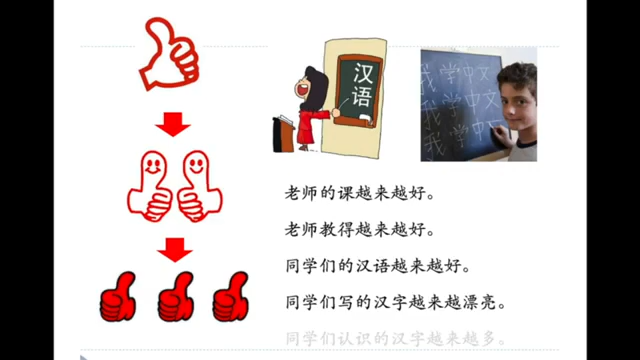 汉
语
我学中文
我学中文
我学中文
老师的课越来越好。
老师教得越来越好。
同学们的汉语越来越好。
同学们写的汉字越来越漂亮。
同学们认识的汉字越来越多。